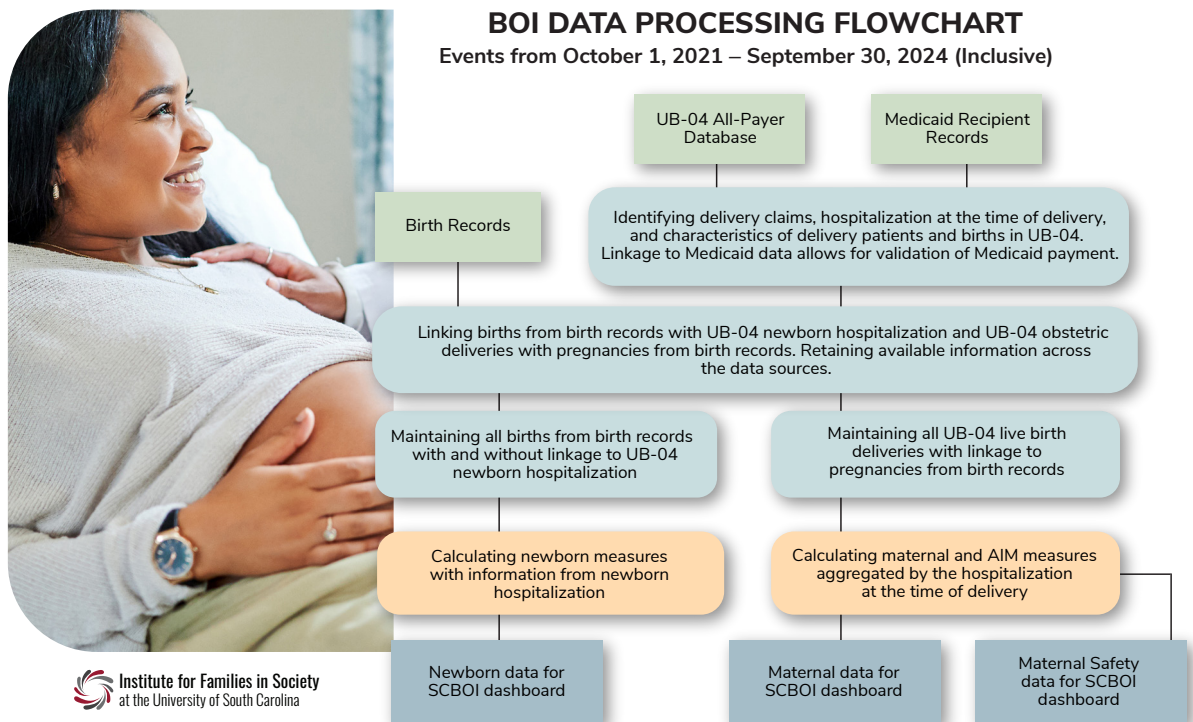 BOI DATA PROCESSING FLOWCHART
Events from October 1, 2021 – September 30, 2024 (Inclusive)
UB-04 All-Payer
Database
Medicaid Recipient
Records
Birth Records
Identifying delivery claims, hospitalization at the time of delivery,
and characteristics of delivery patients and births in UB-04.
Linkage to Medicaid data allows for validation of Medicaid payment.
Linking births from birth records with UB-04 newborn hospitalization and UB-04 obstetric
deliveries with pregnancies from birth records. Retaining available information across
the data sources.
Maintaining all births from birth records
with and without linkage to UB-04
newborn hospitalization
Maintaining all UB-04 live birth
deliveries with linkage to
pregnancies from birth records
Calculating newborn measures
with information from newborn
hospitalization
Calculating maternal and AIM measures
aggregated by the hospitalization
at the time of delivery
Newborn data for
SCBOI dashboard
Maternal data for
SCBOI dashboard
Maternal Safety
data for SCBOI
dashboard
Institute for Families in Society
at the University of South Carolina